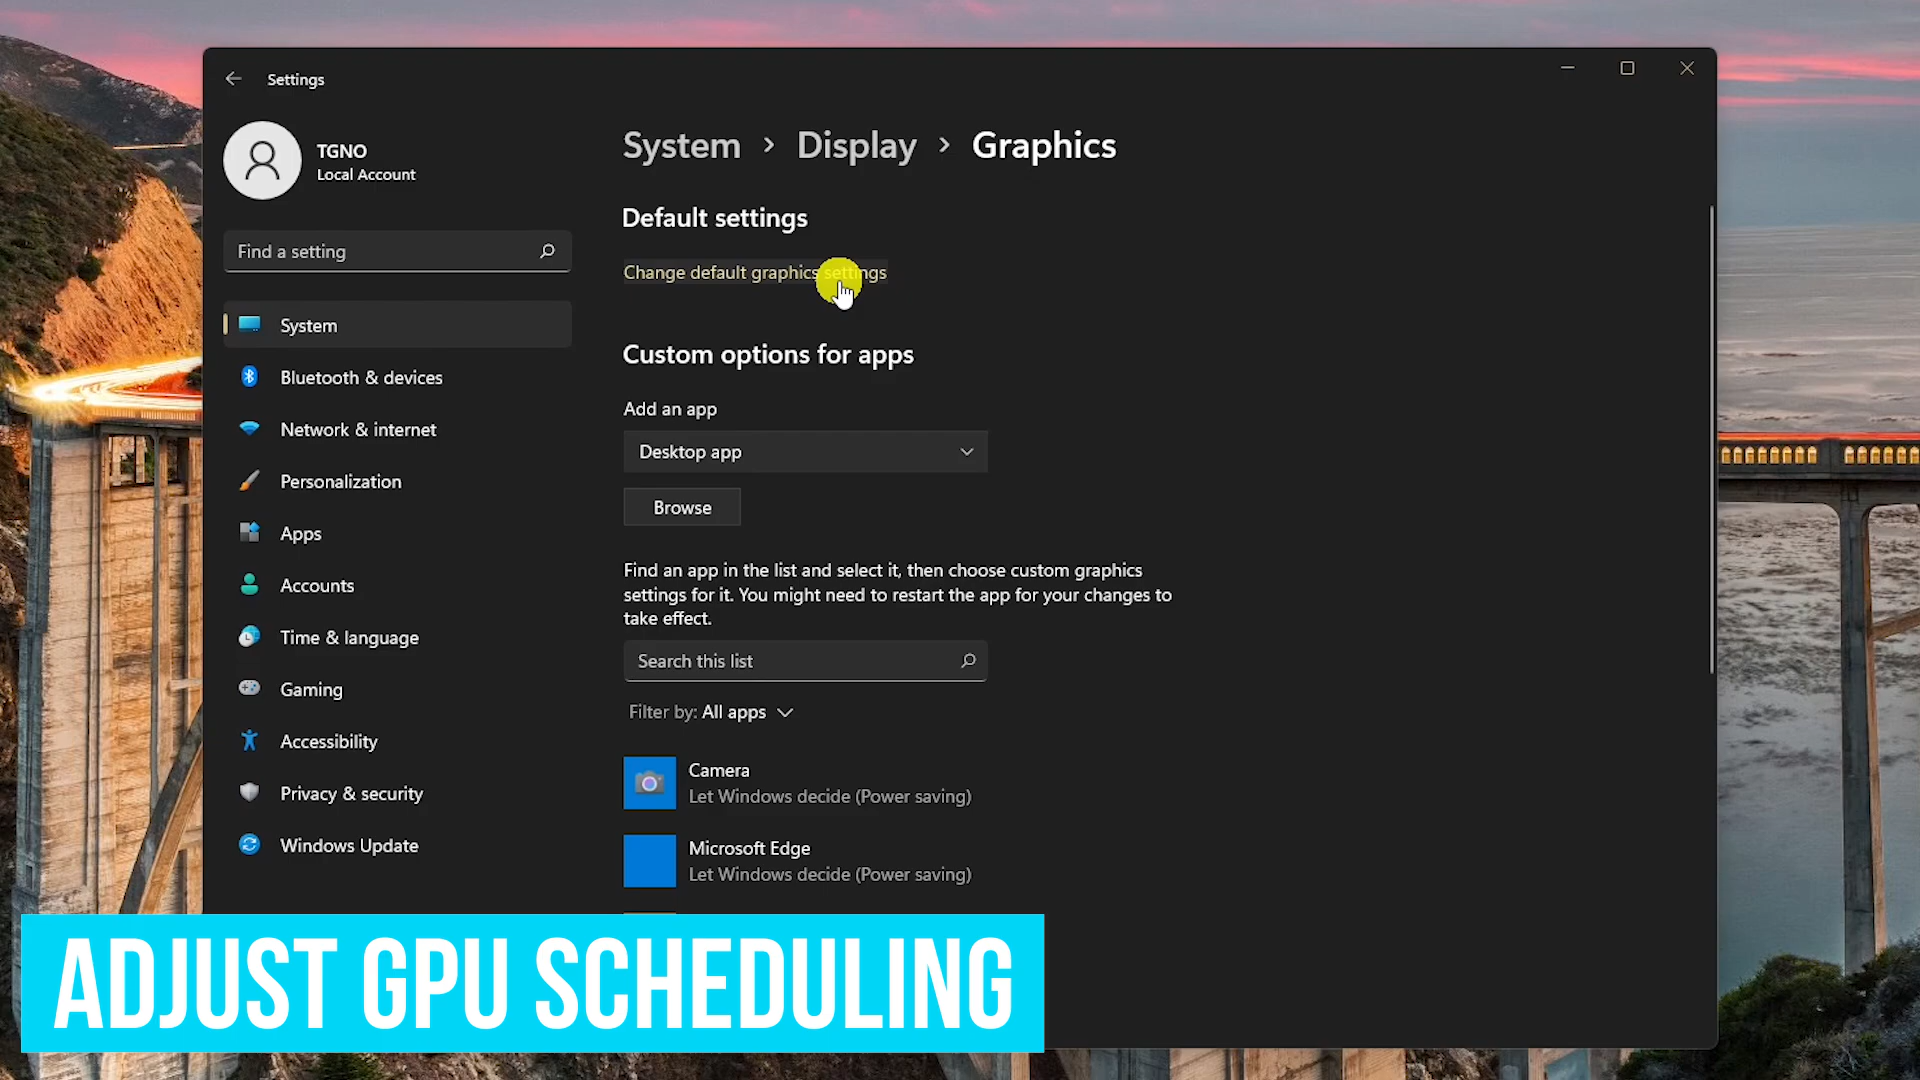 Settings
TGNO
Local Account
Find a setting
System
Bluetooth & devices
Network & internet
Personalization
Apps
Accounts
Time & language
Gaming
Accessibility
Privacy & security
Windows Update
System > Display > Graphics
Default settings
Change default graphics settings
Custom options for apps
Add an app
Desktop app
Browse
Find an app in the list and select it, then choose custom graphics
settings for it. You might need to restart the app for your changes to
take effect.
Search this list
Filter by: All apps
Camera
Let Windows decide (Power saving)
Microsoft Edge
Let Windows decide (Power saving)
ADJUST GPU SCHEDULING